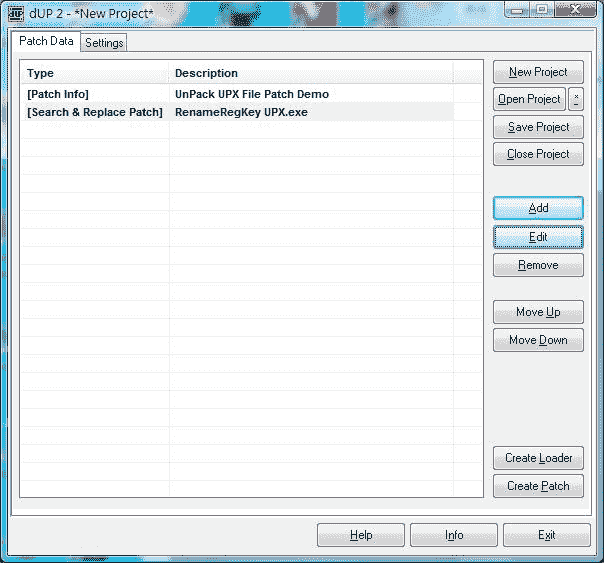 dUP 2 - *New Project*
Patch Data Settings
Type Description
[Patch Info] UnPack UPX File Patch Demo
[Search & Replace Patch] RenameRegKey UPX.exe
New Project
Open Project *
Save Project
Close Project
Add
Edit
Remove
Move Up
Move Down
Create Loader
Create Patch
Help Info Exit